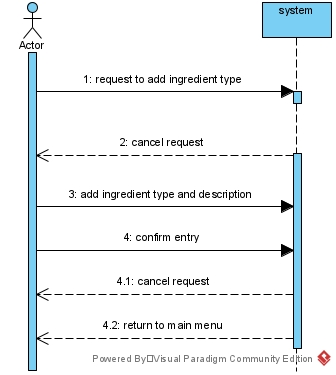 system
Actor
1: request to add ingredient type
2: cancel request
3: add ingredient type and description
4: confirm entry
4.1: cancel request
4.2: return to main menu
Powered By Visual Paradigm Community Edition